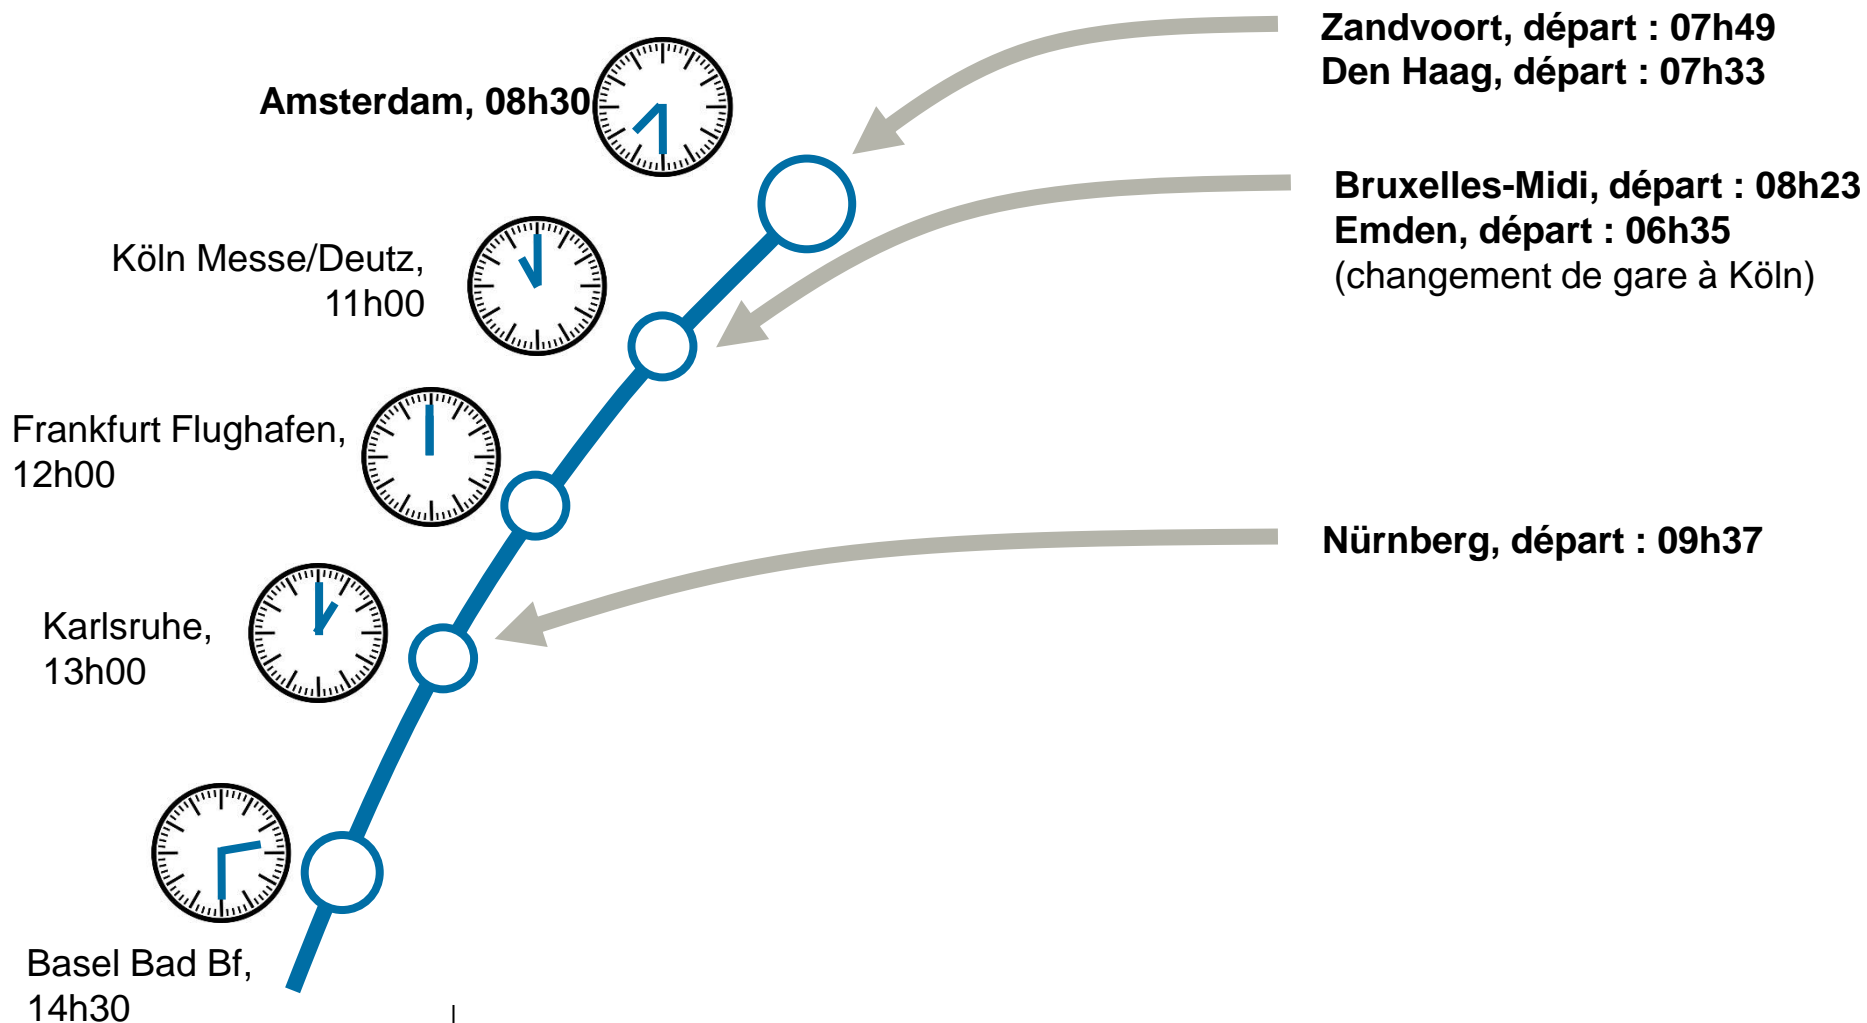 Zandvoort, départ : 07h49
Den Haag, départ : 07h33
Amsterdam, 08h30
Bruxelles-Midi, départ : 08h23
Emden, départ : 06h35
(changement de gare à Köln)
Köln Messe/Deutz,
11h00
Frankfurt Flughafen,
12h00
Nürnberg, départ : 09h37
Karlsruhe,
13h00
Basel Bad Bf,
14h30